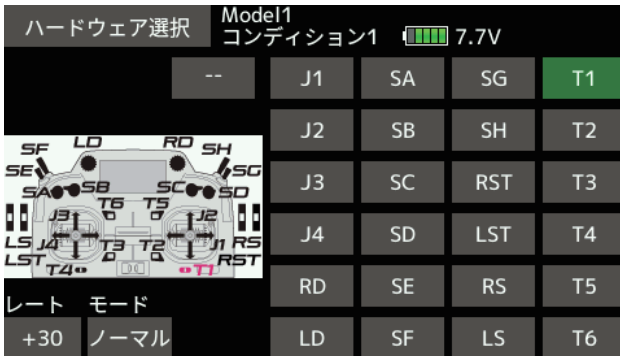 ハードウェア選択
Model1
コンディション1 7.7V
-- J1 SA SG T1
J2 SB SH T2
J3 SC RST T3
J4 SD LST T4
RD SE RS T5
LD SF LS T6
SF LD RD SH
SE SG
SA SB SC SD
T6 T5
J3 J2
LS J4 T3 T2 J1 RS
LST T4 T1 RST
レート モード
+30 ノーマル